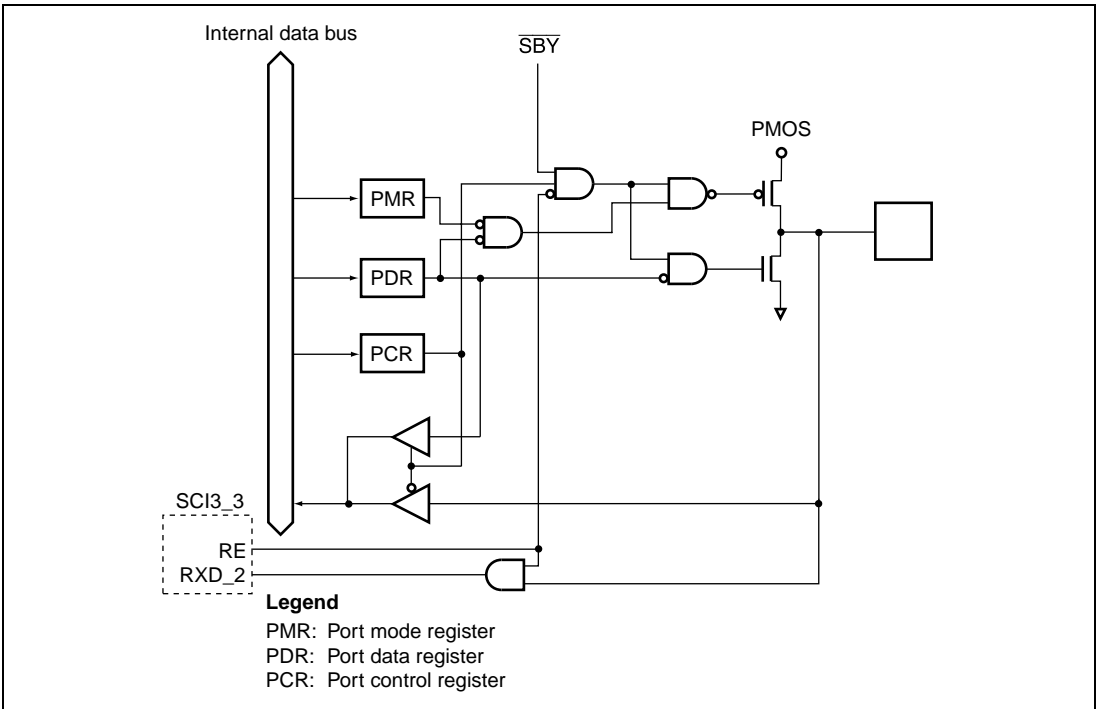 Internal data bus
SBY
PMOS
PMR
PDR
PCR
SCI3_3
RE
RXD_2
Legend
PMR: Port mode register
PDR: Port data register
PCR: Port control register